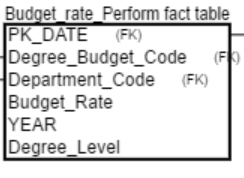 Budget_rate_Perform fact table
PK_DATE (FK)
Degree_Budget_Code (FK)
Department_Code (FK)
Budget_Rate
YEAR
Degree_Level